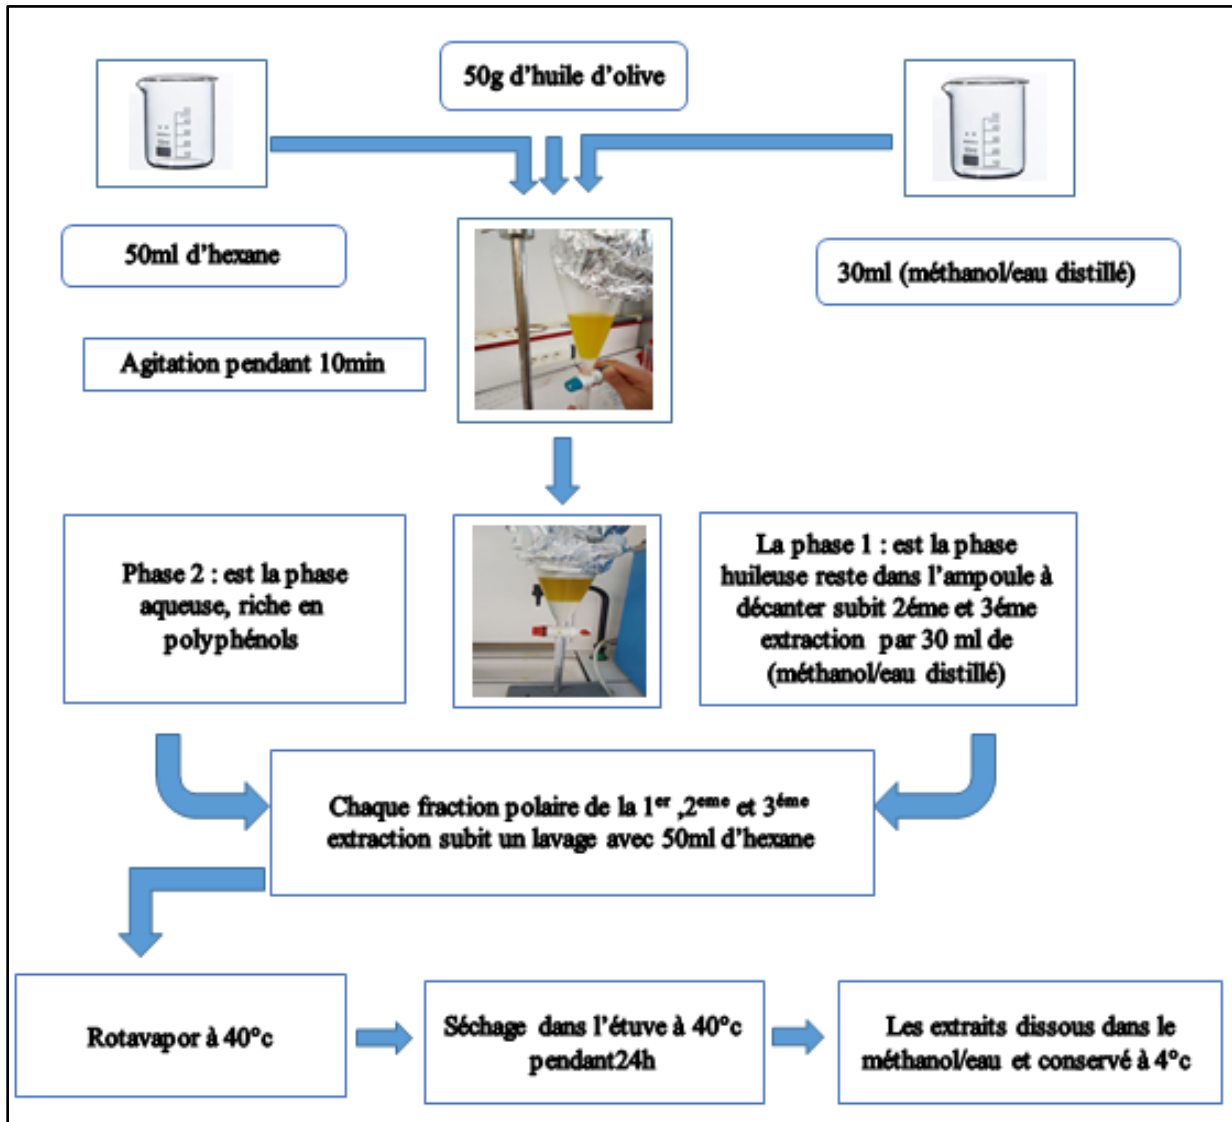 50g d'huile d'olive
50ml d'hexane
30ml (méthanol/eau distillé)
Agitation pendant 10min
Phase 2 : est la phase
aqueuse, riche en
polyphénols
La phase 1 : est la phase
huileuse reste dans l'ampoule à
décanter subit 2éme et 3éme
extraction par 30 ml de
(méthanol/eau distillé)
Chaque fraction polaire de la 1er ,2eme et 3éme
extraction subit un lavage avec 50ml d'hexane
Rotavapor à 40°c
Séchage dans l'étuve à 40°c
pendant24h
Les extraits dissous dans le
méthanol/eau et conservé à 4°c